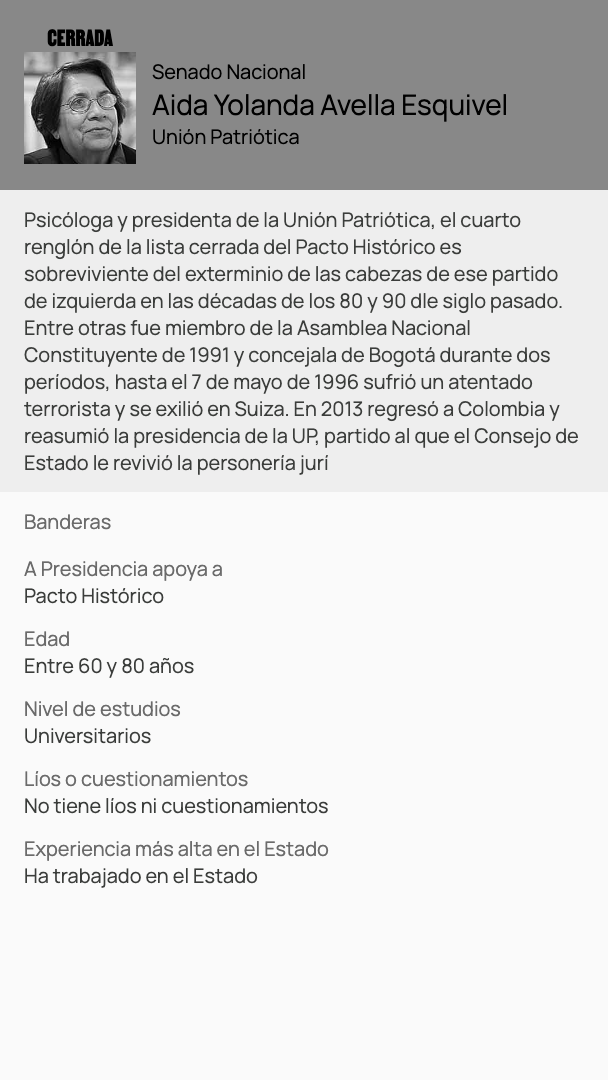 CERRADA
Senado Nacional
Aida Yolanda Avella Esquivel
Unión Patriótica
Psicóloga y presidenta de la Unión Patriótica, el cuarto
renglón de la lista cerrada del Pacto Histórico es
sobreviviente del exterminio de las cabezas de ese partido
de izquierda en las décadas de los 80 y 90 dle siglo pasado.
Entre otras fue miembro de la Asamblea Nacional
Constituyente de 1991 y concejala de Bogotá durante dos
períodos, hasta el 7 de mayo de 1996 sufrió un atentado
terrorista y se exilió en Suiza. En 2013 regresó a Colombia y
reasumió la presidencia de la UP, partido al que el Consejo de
Estado le revivió la personería jurí
Banderas
A Presidencia apoya a
Pacto Histórico
Edad
Entre 60 y 80 años
Nivel de estudios
Universitarios
Líos o cuestionamientos
No tiene líos ni cuestionamientos
Experiencia más alta en el Estado
Ha trabajado en el Estado